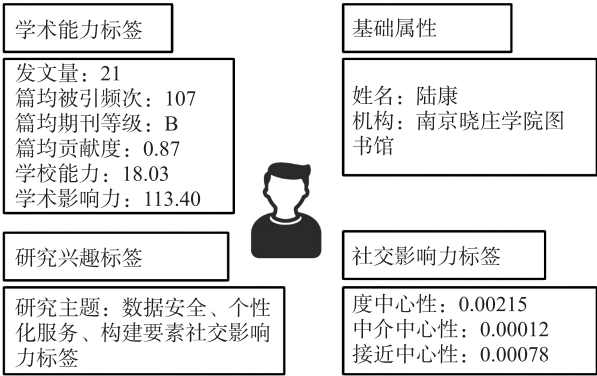 学术能力标签
发文量：21
篇均被引频次：107
篇均期刊等级：B
篇均贡献度：0.87
学校能力：18.03
学术影响力：113.40
基础属性
姓名：陆康
机构：南京晓庄学院图
书馆
研究兴趣标签
研究主题：数据安全、个性
化服务、构建要素社交影响
力标签
社交影响力标签
度中心性：0.00215
中介中心性：0.00012
接近中心性：0.00078